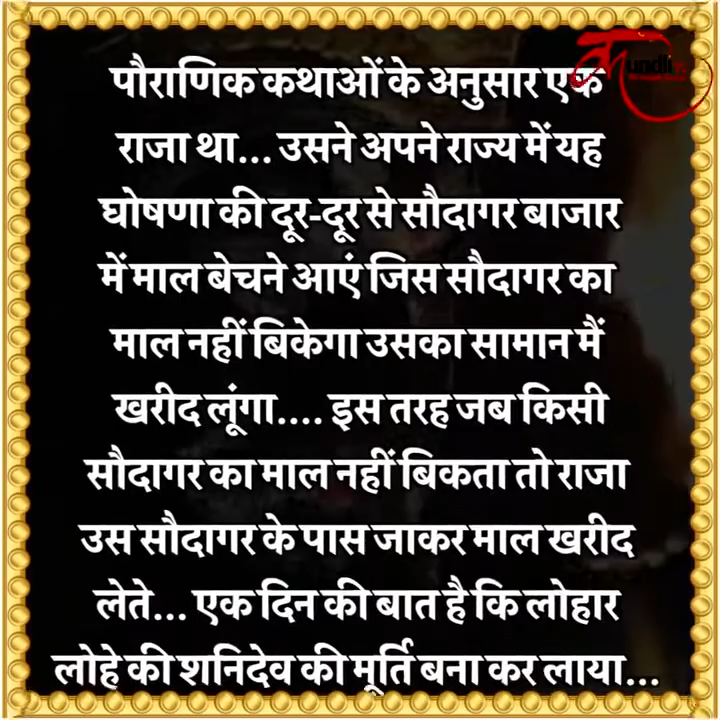 पौराणिक कथाओं के अनुसार एक
राजा था... उसने अपने राज्य में यह
घोषणा की दूर-दूर से सौदागर बाजार
में माल बेचने आएं जिस सौदागर का
माल नहीं बिकेगा उसका सामान मैं
खरीद लूंगा.... इस तरह जब किसी
सौदागर का माल नहीं बिकता तो राजा
उस सौदागर के पास जाकर माल खरीद
लेते... एक दिन की बात है कि लोहार
लोहे की शनिदेव की मूर्ति बना कर लाया...